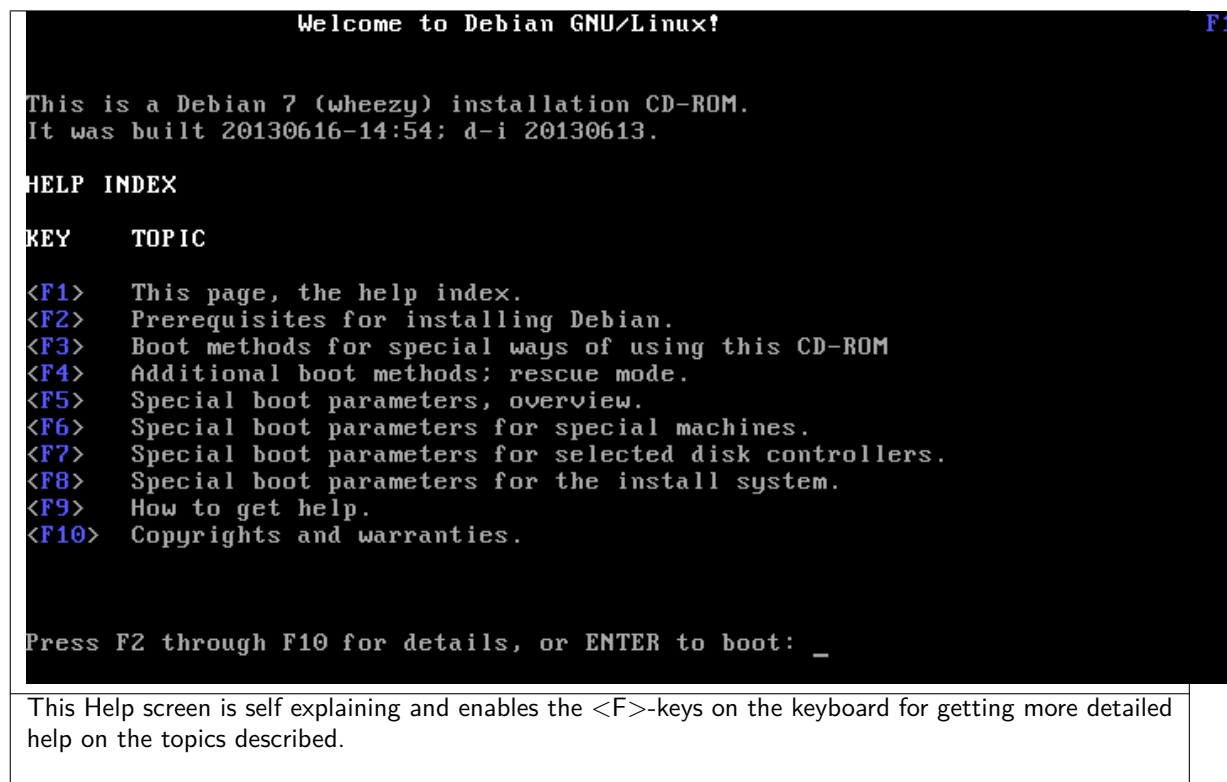 Welcome to Debian GNU/Linux! F1
This is a Debian 7 (wheezy) installation CD-ROM.
It was built 20130616-14:54; d-i 20130613.
HELP INDEX
KEY TOPIC
<F1> This page, the help index.
<F2> Prerequisites for installing Debian.
<F3> Boot methods for special ways of using this CD-ROM
<F4> Additional boot methods; rescue mode.
<F5> Special boot parameters, overview.
<F6> Special boot parameters for special machines.
<F7> Special boot parameters for selected disk controllers.
<F8> Special boot parameters for the install system.
<F9> How to get help.
<F10> Copyrights and warranties.
Press F2 through F10 for details, or ENTER to boot: _
This Help screen is self explaining and enables the <F>-keys on the keyboard for getting more detailed
help on the topics described.